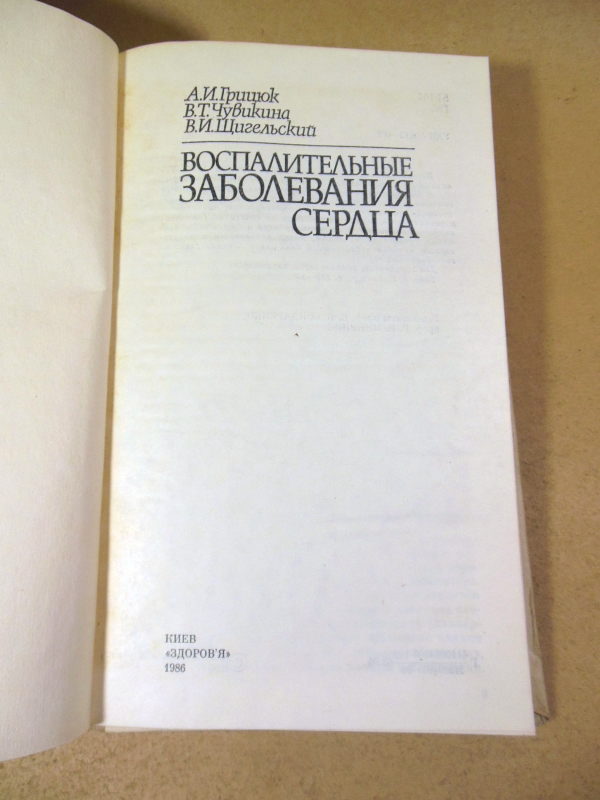 А.И.Грицюк
В.Т.Чувикина
В.И.Щигельский
ВОСПАЛИТЕЛЬНЫЕ
ЗАБОЛЕВАНИЯ
СЕРДЦА
КИЕВ
«ЗДОРОВ'Я»
1986